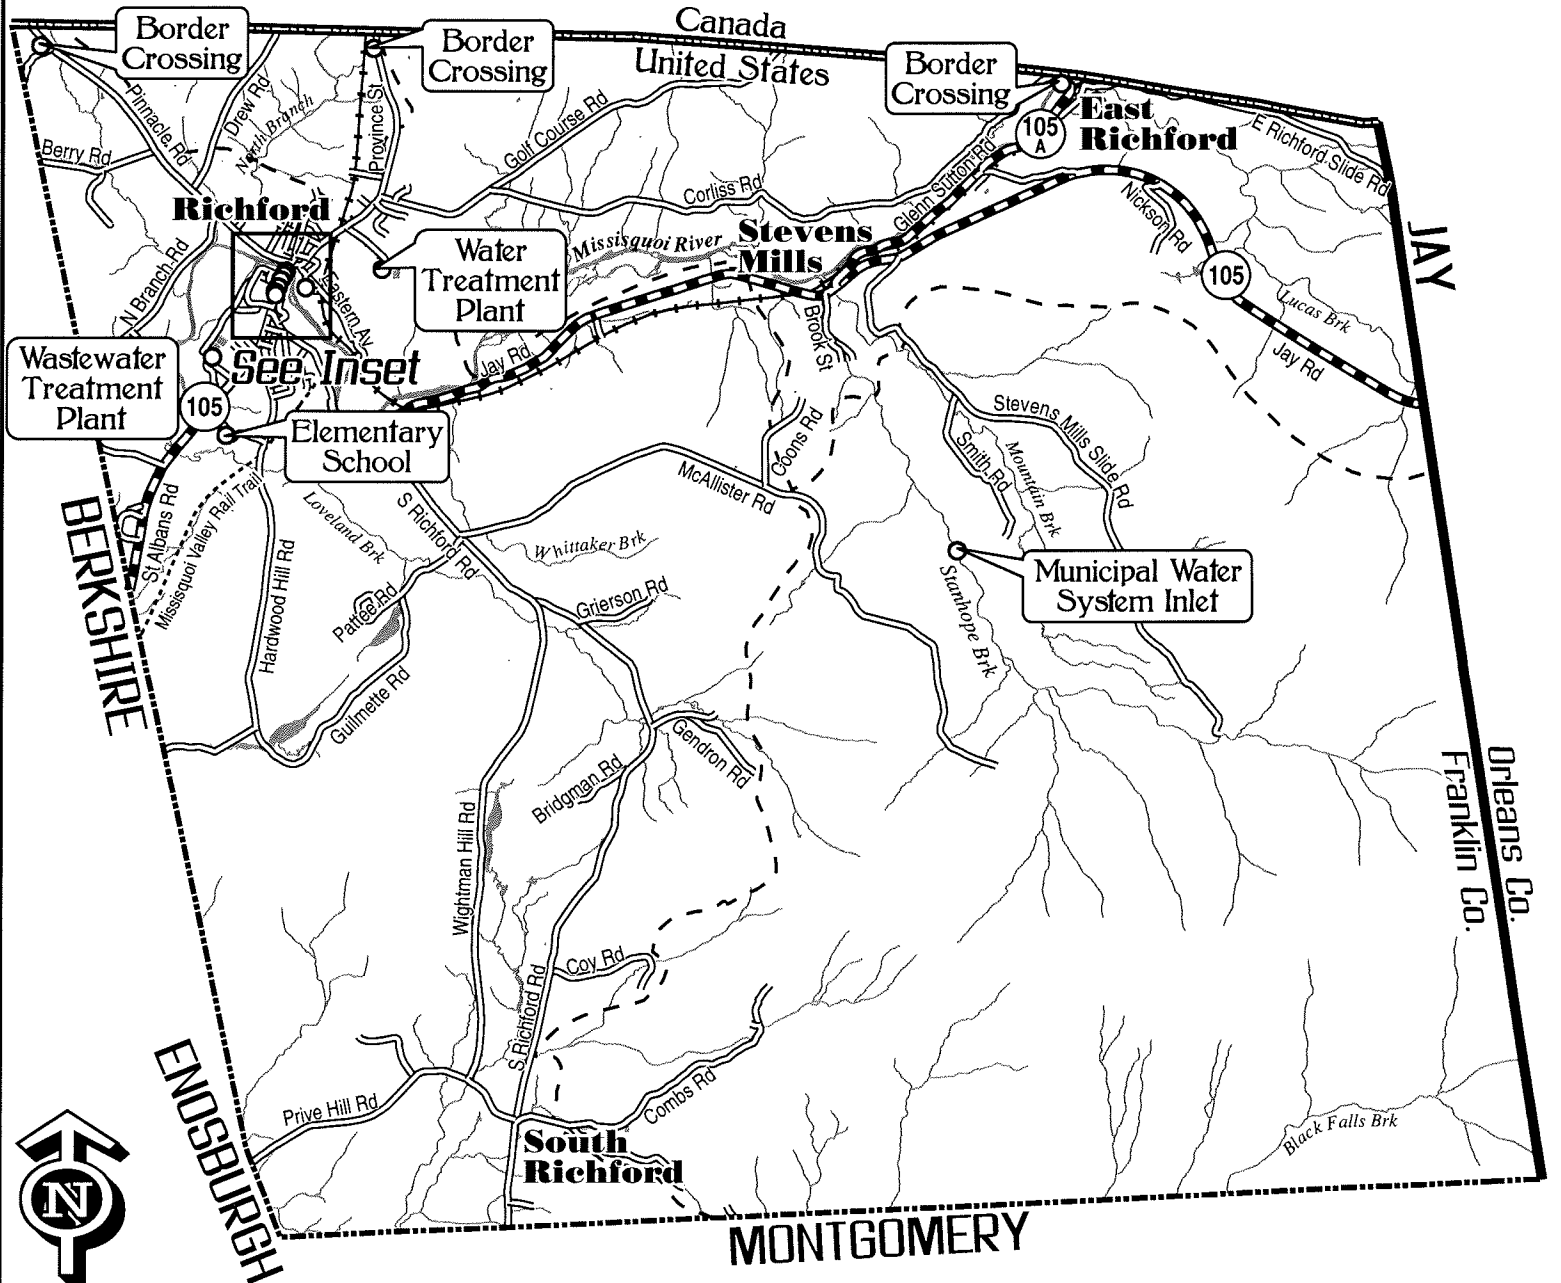 Canada
United States
Border
Crossing
Border
Crossing
Border
Crossing
East
Richford
105
A
E Richford Slide Rd
Pinnacle Rd
Drew Rd
North Branch
Province St
Golf Course Rd
Berry Rd
Corliss Rd
Glenn Sutton Rd
Nickson Rd
Richford
Missisquoi River
Stevens
Mills
JAY
N Branch Rd
Water
Treatment
Plant
Eastern Av
105
Lucas Brk
Jay Rd
Brook St
Jay Rd
Wastewater
Treatment
Plant
See Inset
105
Elementary
School
Coons Rd
Stevens Mills Slide Rd
Smith Rd
Mountain Brk
McAllister Rd
BERKSHIRE
St Albans Rd
Missisquoi Valley Rail Trail
Loveland Brk
S Richford Rd
Whittaker Brk
Hardwood Hill Rd
Pattee Rd
Grierson Rd
Municipal Water
System Inlet
Stanhope Brk
Guilmette Rd
Gendron Rd
Bridgman Rd
Orleans Co.
Franklin Co.
Wightman Hill Rd
Coy Rd
S Richford Rd
Combs Rd
Prive Hill Rd
ENOSBURGH
South
Richford
Black Falls Brk
N
MONTGOMERY